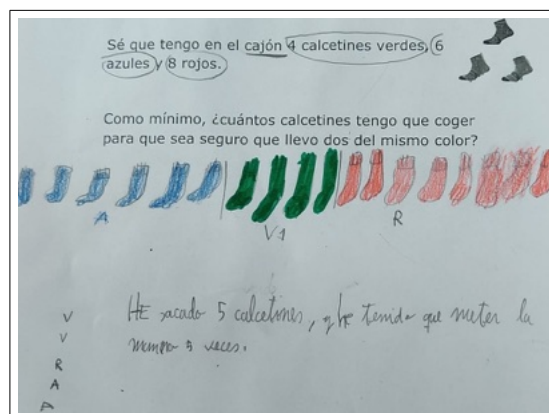 Sé que tengo en el cajón 4 calcetines verdes, 6
azules y 8 rojos.
Como mínimo, ¿cuántos calcetines tengo que coger
para que sea seguro que llevo dos del mismo color?
A
V
R
HE sacado 5 calcetines, y he tenido que meter la
veces.
V
V
R
A
A